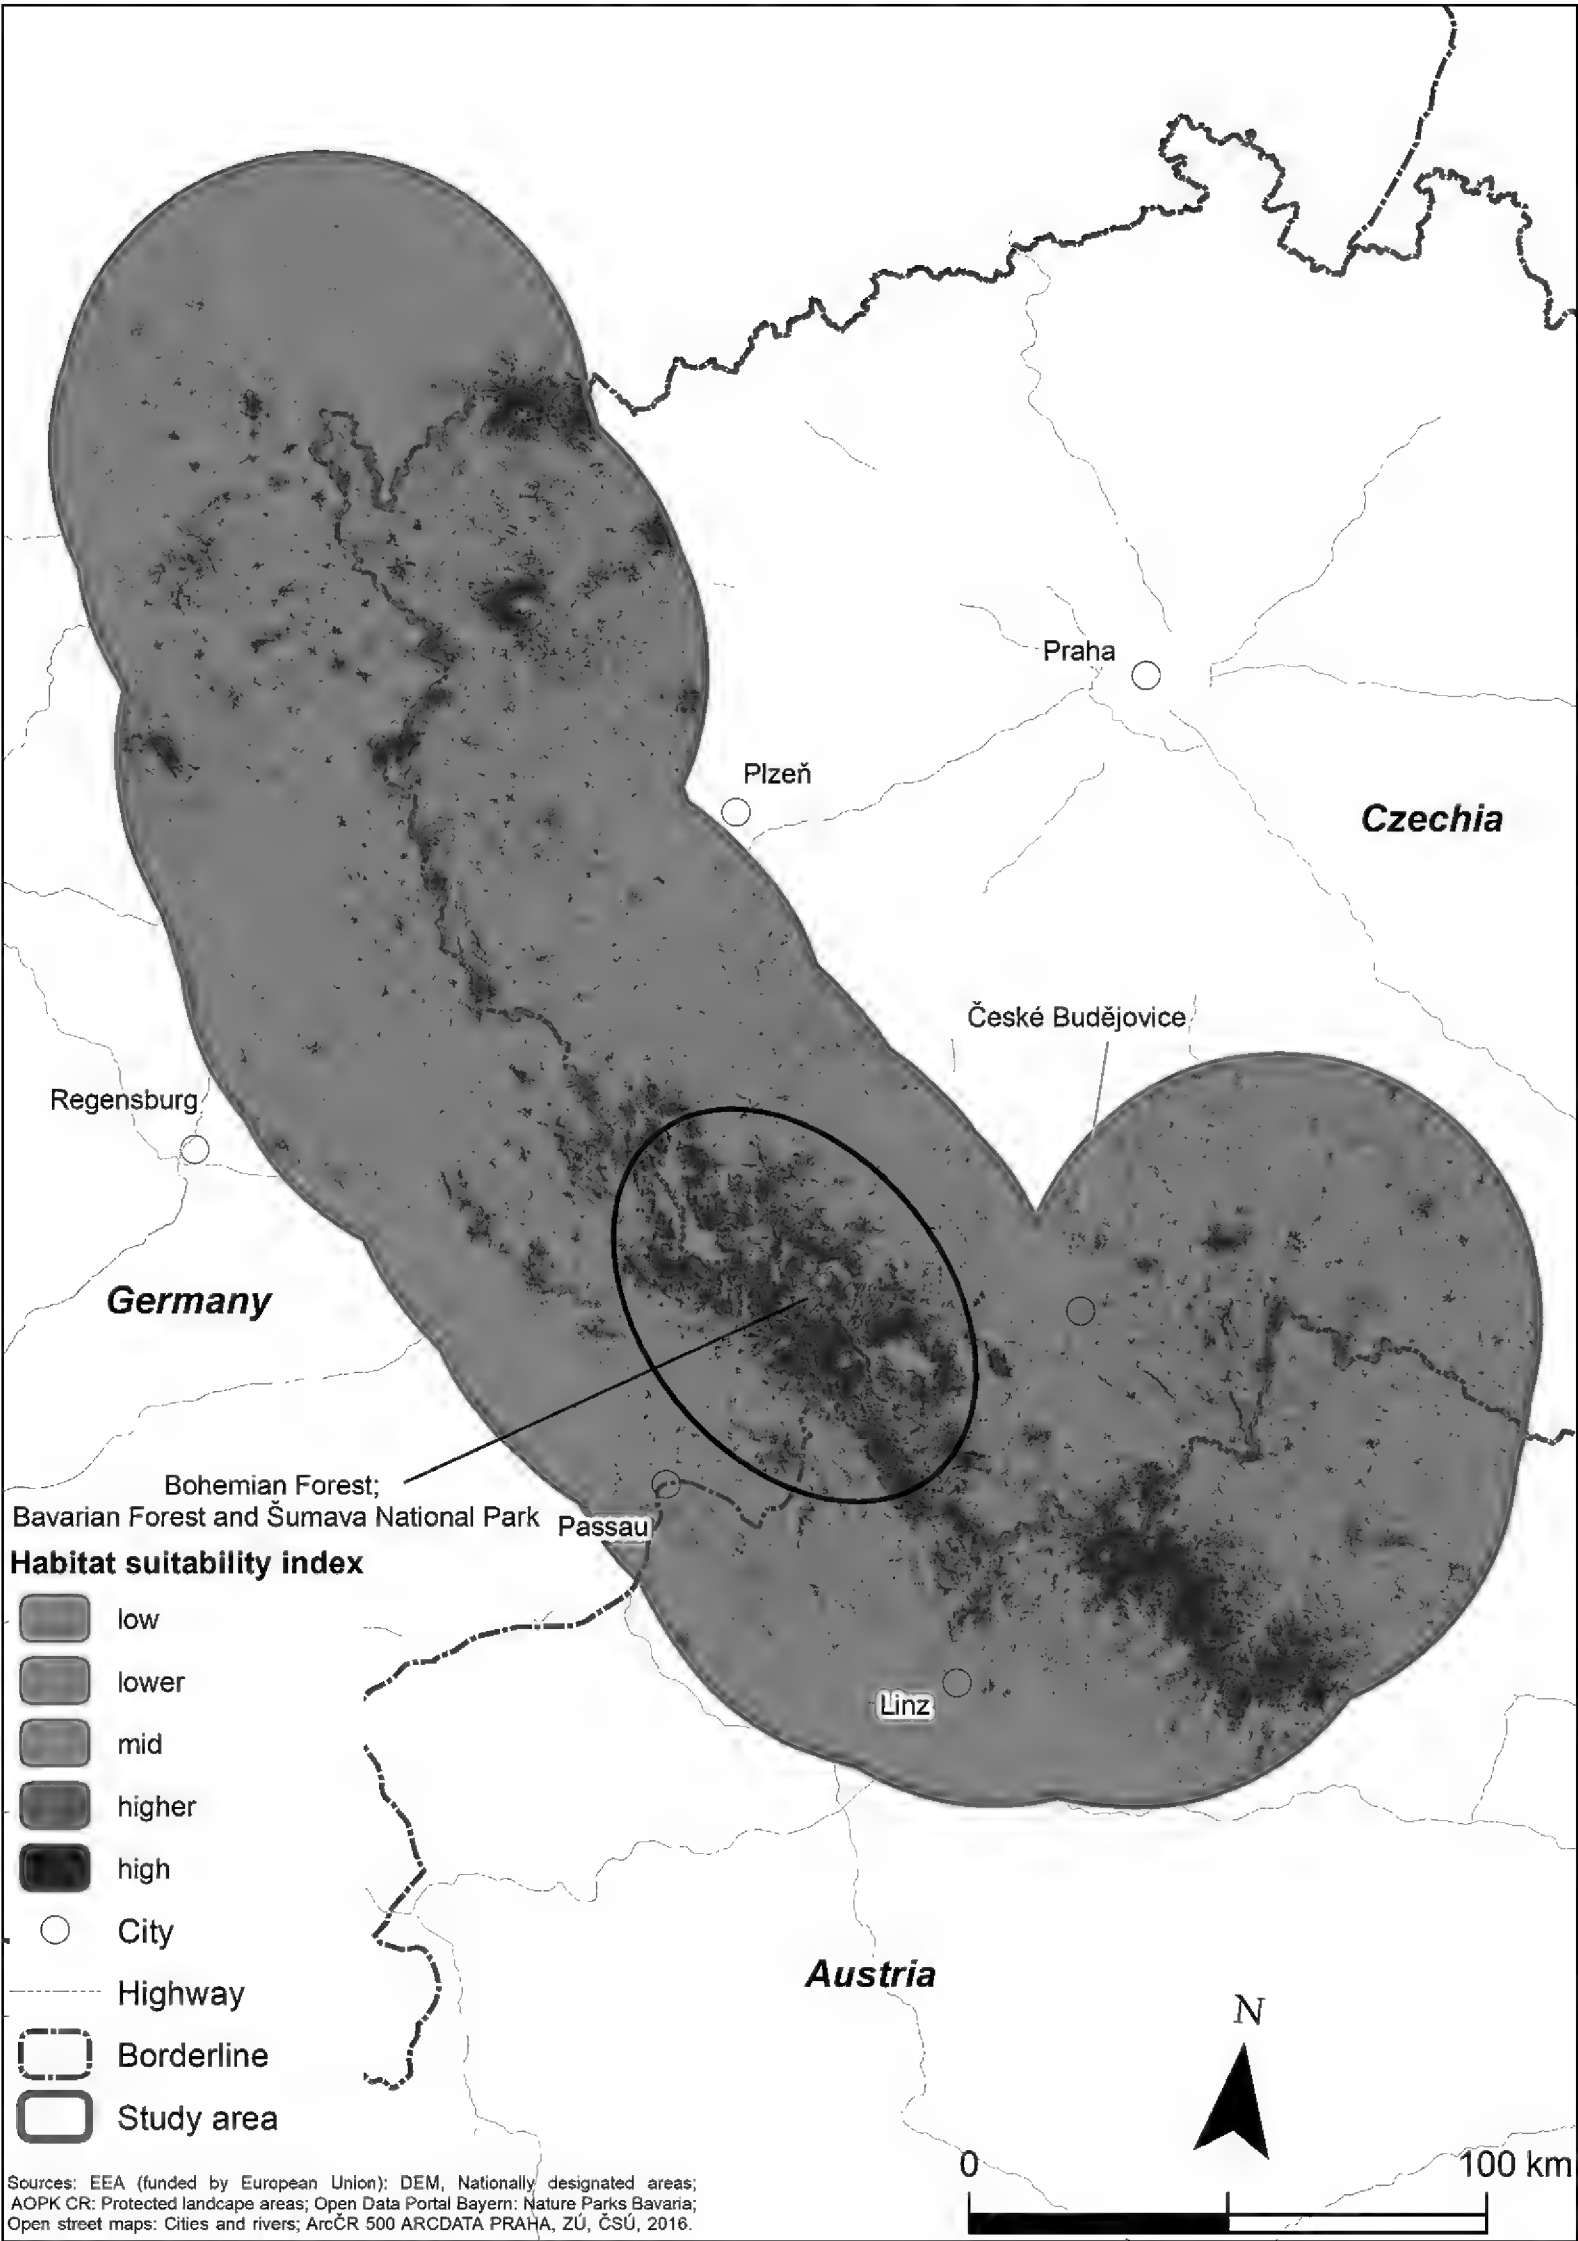 Praha
Plzeň
Czechia
České Budějovice
Regensburg
Germany
Bohemian Forest;
Bavarian Forest and Šumava National Park
Passau
Habitat suitability index
low
lower
mid
higher
high
City
Highway
Borderline
Study area
Linz
Austria
N
0 100 km
Sources: EEA (funded by European Union): DEM, Nationally designated areas;
AOPK CR: Protected landscape areas; Open Data Portal Bayern: Nature Parks Bavaria;
Open street maps: Cities and rivers; ArcČR 500 ARCDATA PRAHA, ZÚ, ČSÚ, 2016.